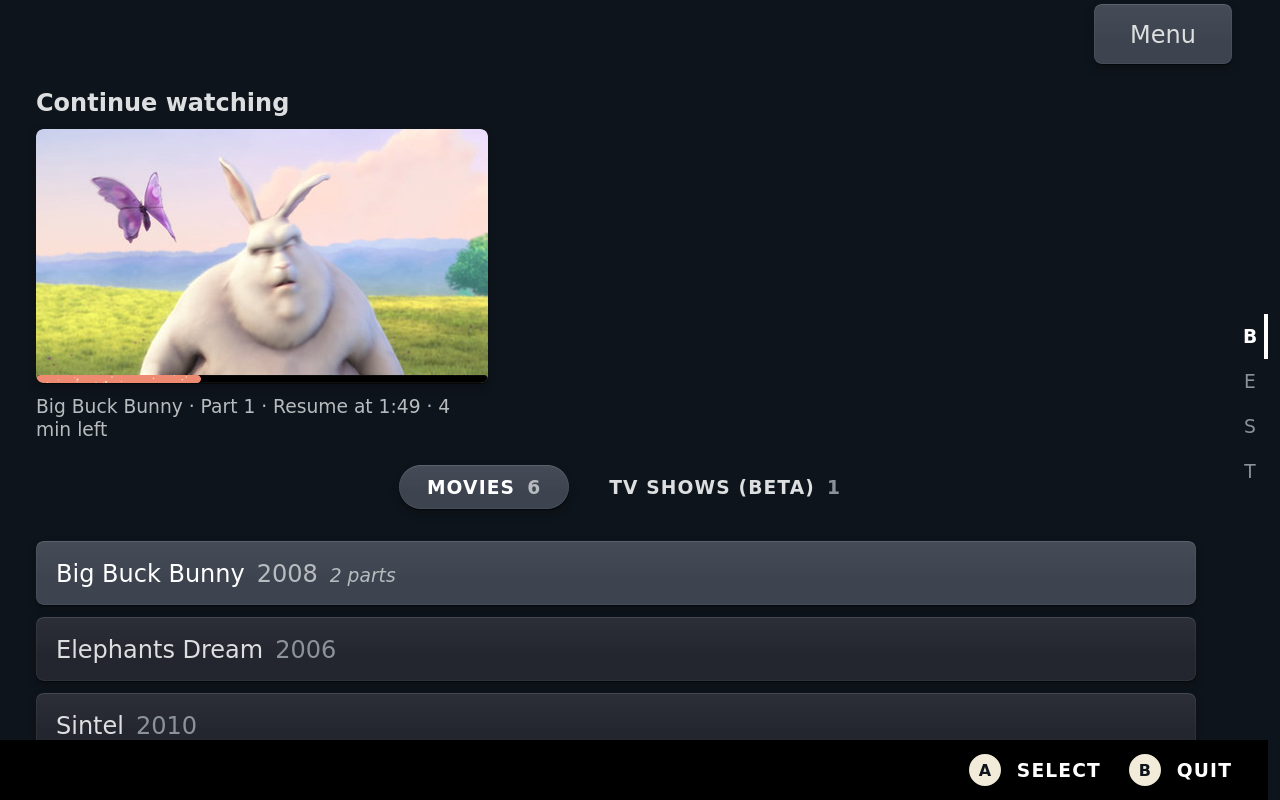 Menu
Continue watching
Big Buck Bunny · Part 1 · Resume at 1:49 · 4
min left
B
E
S
T
MOVIES 6
TV SHOWS (BETA) 1
Big Buck Bunny 2008 2 parts
Elephants Dream 2006
Sintel 2010
A SELECT B QUIT